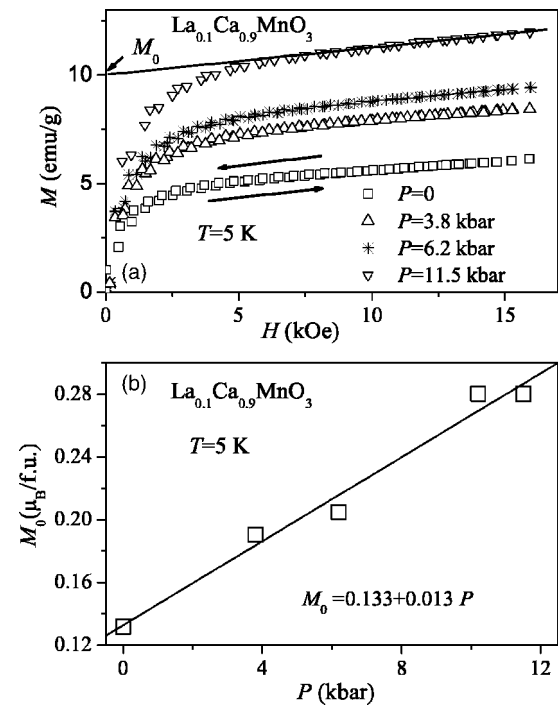 La₀.₁Ca₀.₉MnO₃
M₀
10
5
0
M (emu/g)
T=5 K
(a)
P=0
P=3.8 kbar
P=6.2 kbar
P=11.5 kbar
0 5 10 15
H (kOe)
(b)
La₀.₁Ca₀.₉MnO₃
T=5 K
0.28
0.24
0.20
0.16
0.12
M₀(μ_B/f.u.)
M₀=0.133+0.013 P
0 4 8 12
P (kbar)